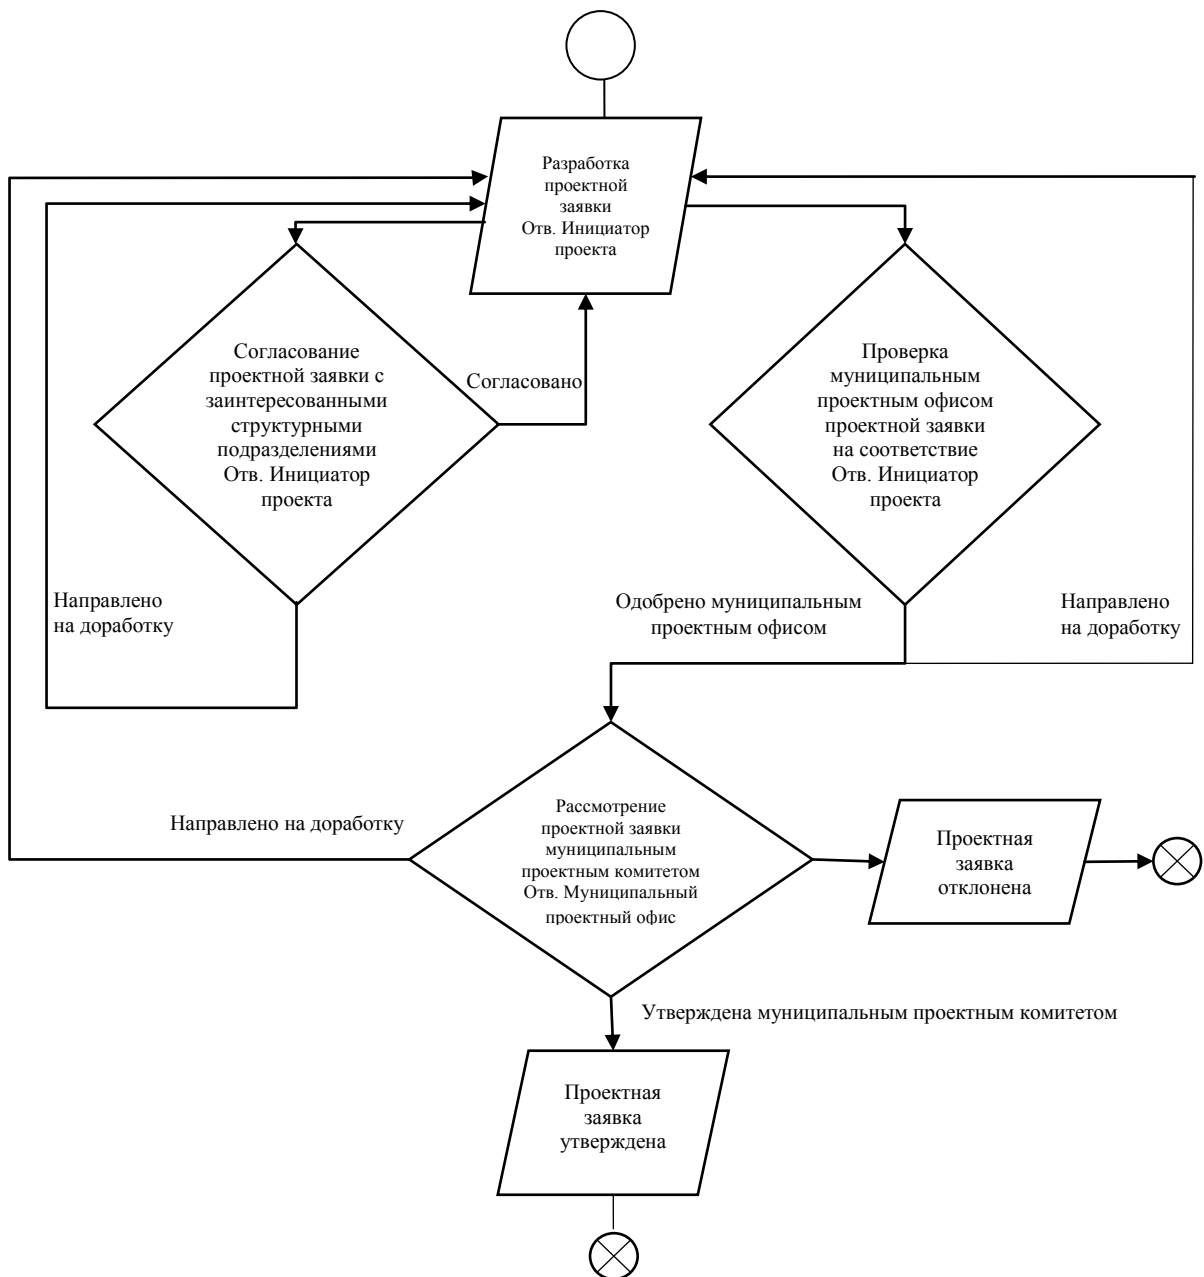 Разработка
проектной
заявки
Отв. Инициатор
проекта
Согласование
проектной заявки с
заинтересованными
структурными
подразделениями
Отв. Инициатор
проекта
Согласовано
Проверка
муниципальным
проектным офисом
проектной заявки
на соответствие
Отв. Инициатор
проекта
Направлено
на доработку
Одобрено муниципальным
проектным офисом
Направлено
на доработку
Направлено на доработку
Рассмотрение
проектной заявки
муниципальным
проектным комитетом
Отв. Муниципальный
проектный офис
Проектная
заявка
отклонена
Утверждена муниципальным проектным комитетом
Проектная
заявка
утверждена